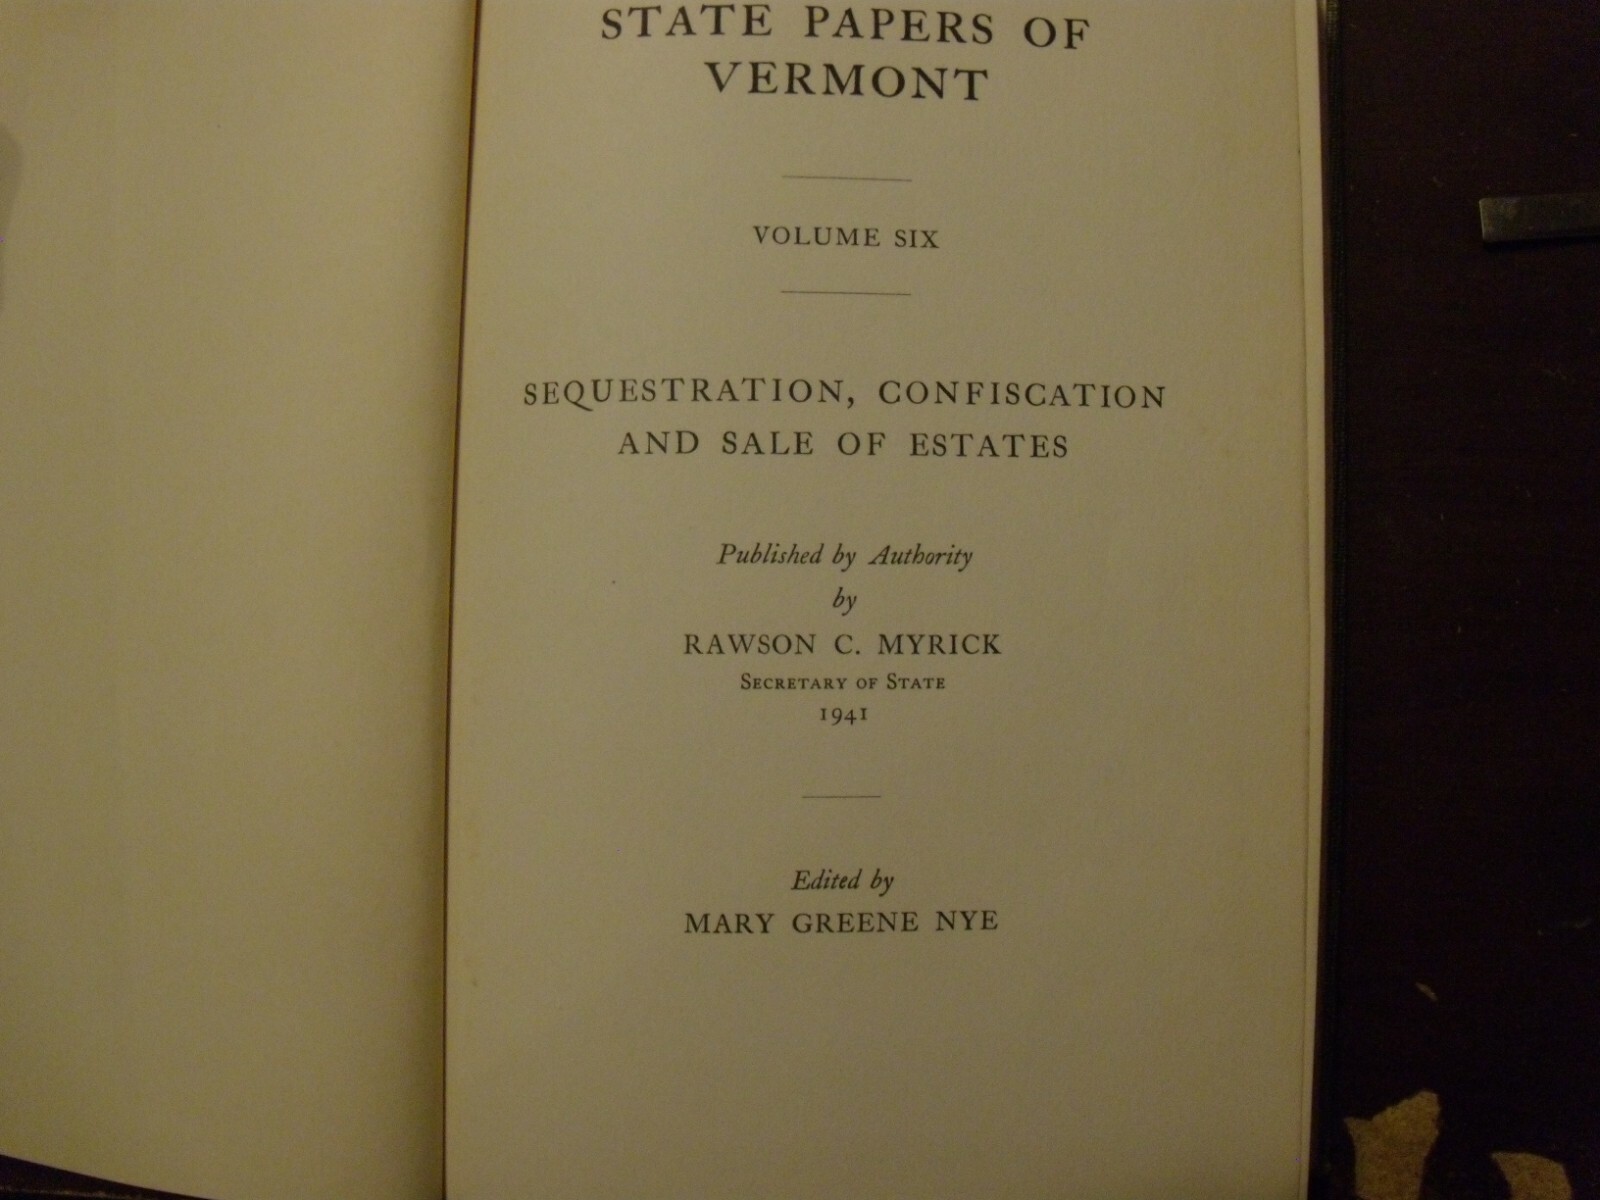 STATE PAPERS OF
VERMONT
VOLUME SIX
SEQUESTRATION, CONFISCATION
AND SALE OF ESTATES
Published by Authority
by
RAWSON C. MYRICK
SECRETARY OF STATE
1941
Edited by
MARY GREENE NYE